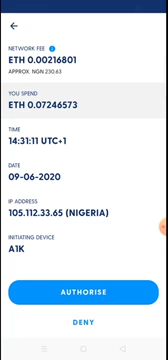 NETWORK FEE
ETH 0.00216801
APPROX. NGN 230.63
YOU SPEND
ETH 0.07246573
TIME
14:31:11 UTC+1
DATE
09-06-2020
IP ADDRESS
105.112.33.65 (NIGERIA)
INITIATING DEVICE
A1K
AUTHORISE
DENY